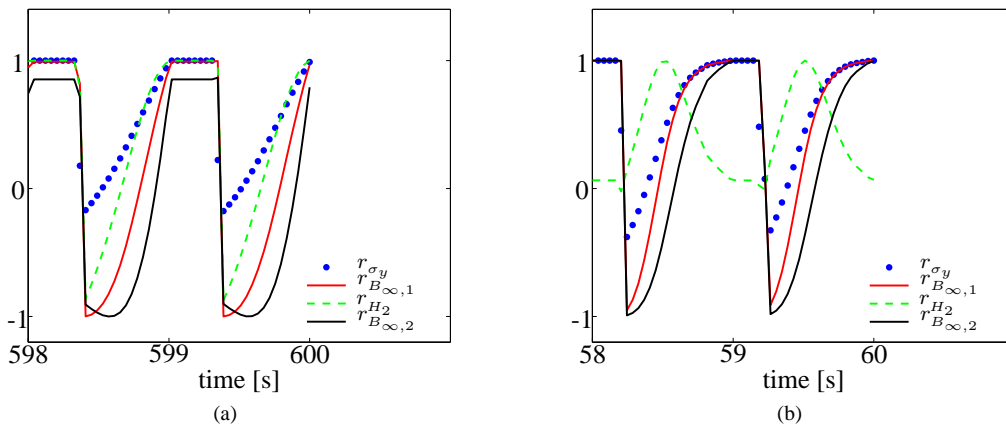 1
0
-1
598
599
600
time [s]
r_{σ_y}
r_{B_{∞,1}}
r_{H_2}
r_{B_{∞,2}}
(a)
1
0
-1
58
59
60
time [s]
r_{σ_y}
r_{B_{∞,1}}
r_{H_2}
r_{B_{∞,2}}
(b)